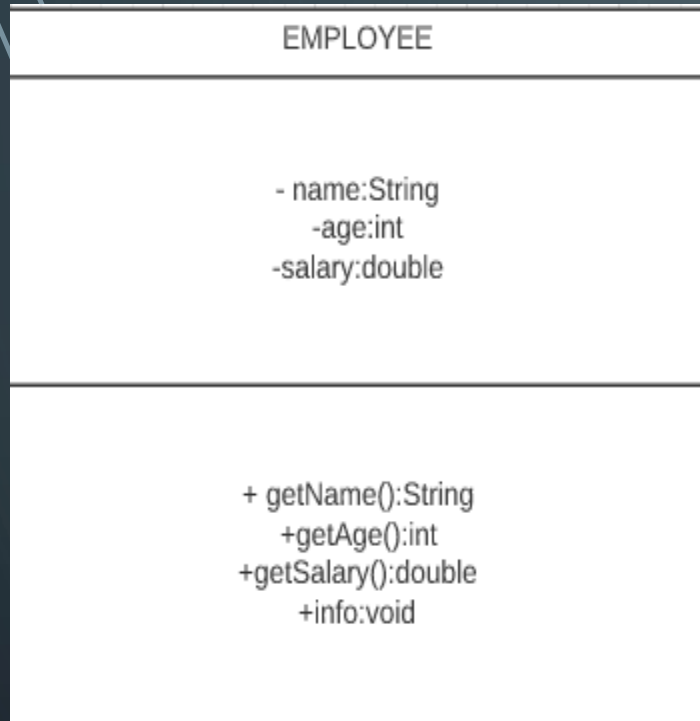 EMPLOYEE
- name:String
-age:int
-salary:double
+ getName():String
+getAge():int
+getSalary():double
+info:void